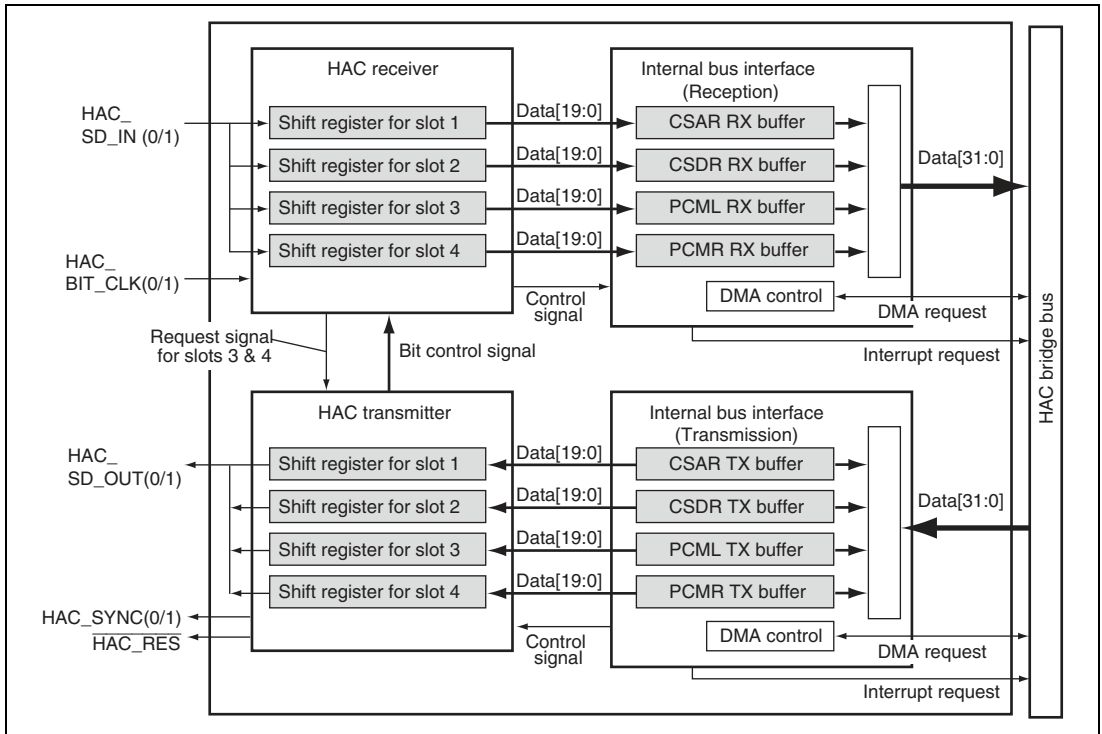 HAC receiver
HAC_
SD_IN (0/1)
Shift register for slot 1
Shift register for slot 2
Shift register for slot 3
Shift register for slot 4
HAC_
BIT_CLK(0/1)
Data[19:0]
Data[19:0]
Data[19:0]
Data[19:0]
Control
signal
Internal bus interface
(Reception)
CSAR RX buffer
CSDR RX buffer
PCML RX buffer
PCMR RX buffer
Data[31:0]
DMA control
DMA request
Interrupt request
Request signal
for slots 3 & 4
Bit control signal
HAC bridge bus
HAC transmitter
HAC_
SD_OUT(0/1)
Shift register for slot 1
Shift register for slot 2
Shift register for slot 3
Shift register for slot 4
HAC_SYNC(0/1)
HAC_RES
Data[19:0]
Data[19:0]
Data[19:0]
Data[19:0]
Control
signal
Internal bus interface
(Transmission)
CSAR TX buffer
CSDR TX buffer
PCML TX buffer
PCMR TX buffer
Data[31:0]
DMA control
DMA request
Interrupt request